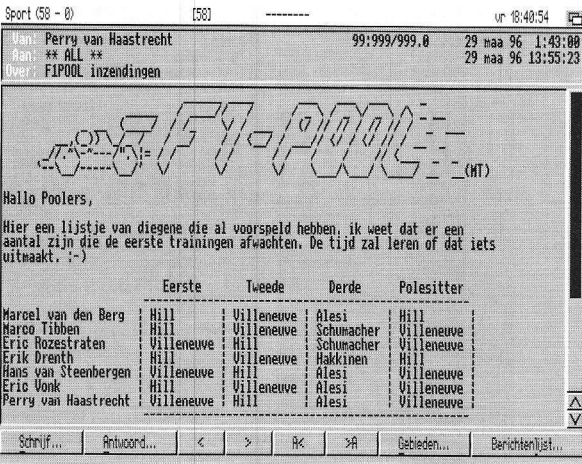 Sport (58 - 0) [58] --------- vr 18:40:54
Van: Perry van Haastrecht 99:999/999.0 29 maa 96 1:43:00
Aan: ** ALL ** 29 maa 96 13:55:23
Over: F1POOL inzendingen
F1-POOL
(MT)
Hallo Poolers,
Hier een lijstje van diegene die al voorspeld hebben, ik weet dat er een
aantal zijn die de eerste trainingen afwachten. De tijd zal leren of dat iets
uitmaakt. :-)
Eerste Tweede Derde Polesitter
Marcel van den Berg | Hill | Villeneuve | Alesi | Hill |
Marco Tibben | Hill | Villeneuve | Schumacher | Villeneuve |
Eric Rozestraten | Villeneuve | Hill | Schumacher | Villeneuve |
Erik Drenth | Hill | Villeneuve | Hakkinen | Hill |
Hans van Steenbergen | Villeneuve | Hill | Alesi | Villeneuve |
Eric Vonk | Hill | Villeneuve | Alesi | Villeneuve |
Perry van Haastrecht | Villeneuve | Hill | Alesi | Villeneuve |
Schrijf... Antwoord... < > A< >A Gebieden... Berichtenlijst...